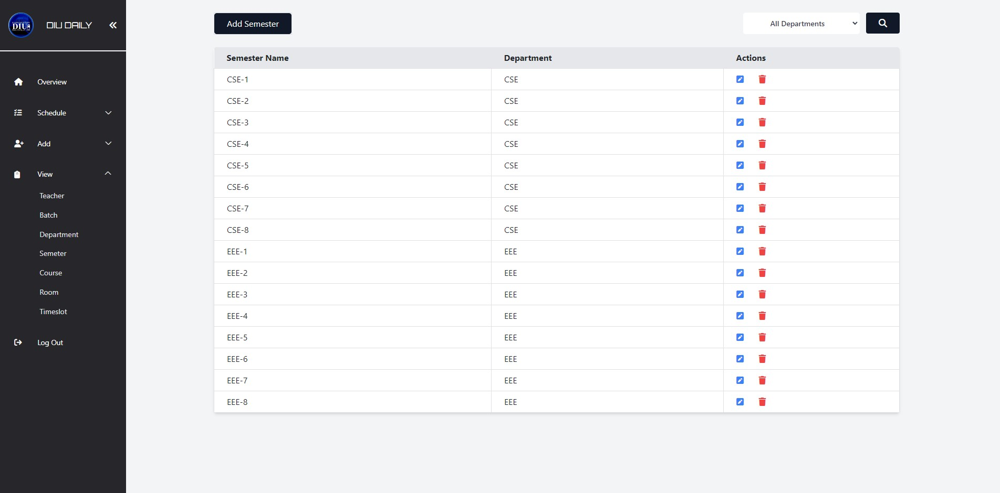 DIU
DIU DAILY
Overview
Schedule
Add
View
Teacher
Batch
Department
Semeter
Course
Room
Timeslot
Log Out
Add Semester
All Departments
Semester Name Department Actions
CSE-1 CSE
CSE-2 CSE
CSE-3 CSE
CSE-4 CSE
CSE-5 CSE
CSE-6 CSE
CSE-7 CSE
CSE-8 CSE
EEE-1 EEE
EEE-2 EEE
EEE-3 EEE
EEE-4 EEE
EEE-5 EEE
EEE-6 EEE
EEE-7 EEE
EEE-8 EEE